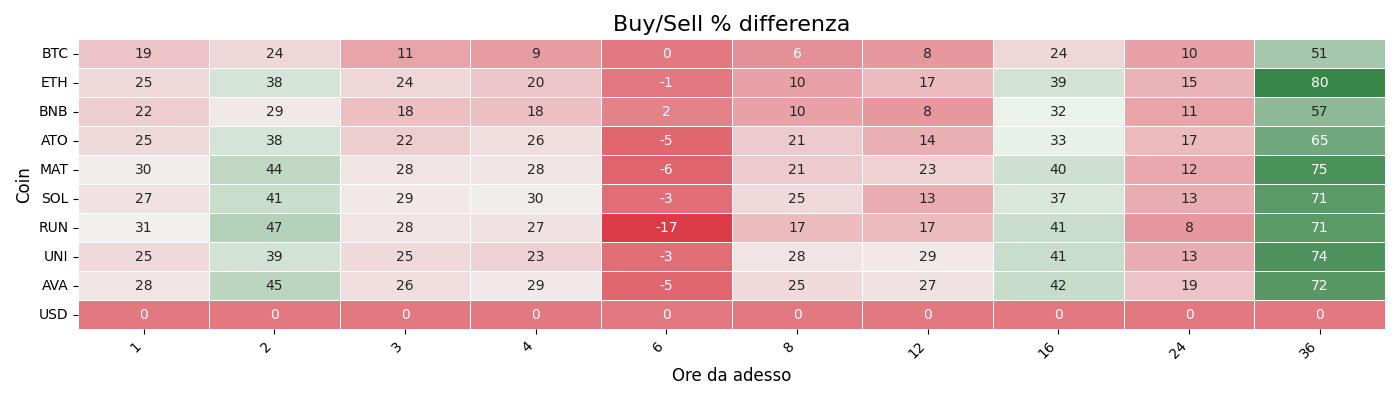 Buy/Sell % differenza
Coin
BTC 19 24 11 9 0 6 8 24 10 51
ETH 25 38 24 20 -1 10 17 39 15 80
BNB 22 29 18 18 2 10 8 32 11 57
ATO 25 38 22 26 -5 21 14 33 17 65
MAT 30 44 28 28 -6 21 23 40 12 75
SOL 27 41 29 30 -3 25 13 37 13 71
RUN 31 47 28 27 -17 17 17 41 8 71
UNI 25 39 25 23 -3 28 29 41 13 74
AVA 28 45 26 29 -5 25 27 42 19 72
USD 0 0 0 0 0 0 0 0 0 0
1 2 3 4 6 8 12 16 24 36
Ore da adesso